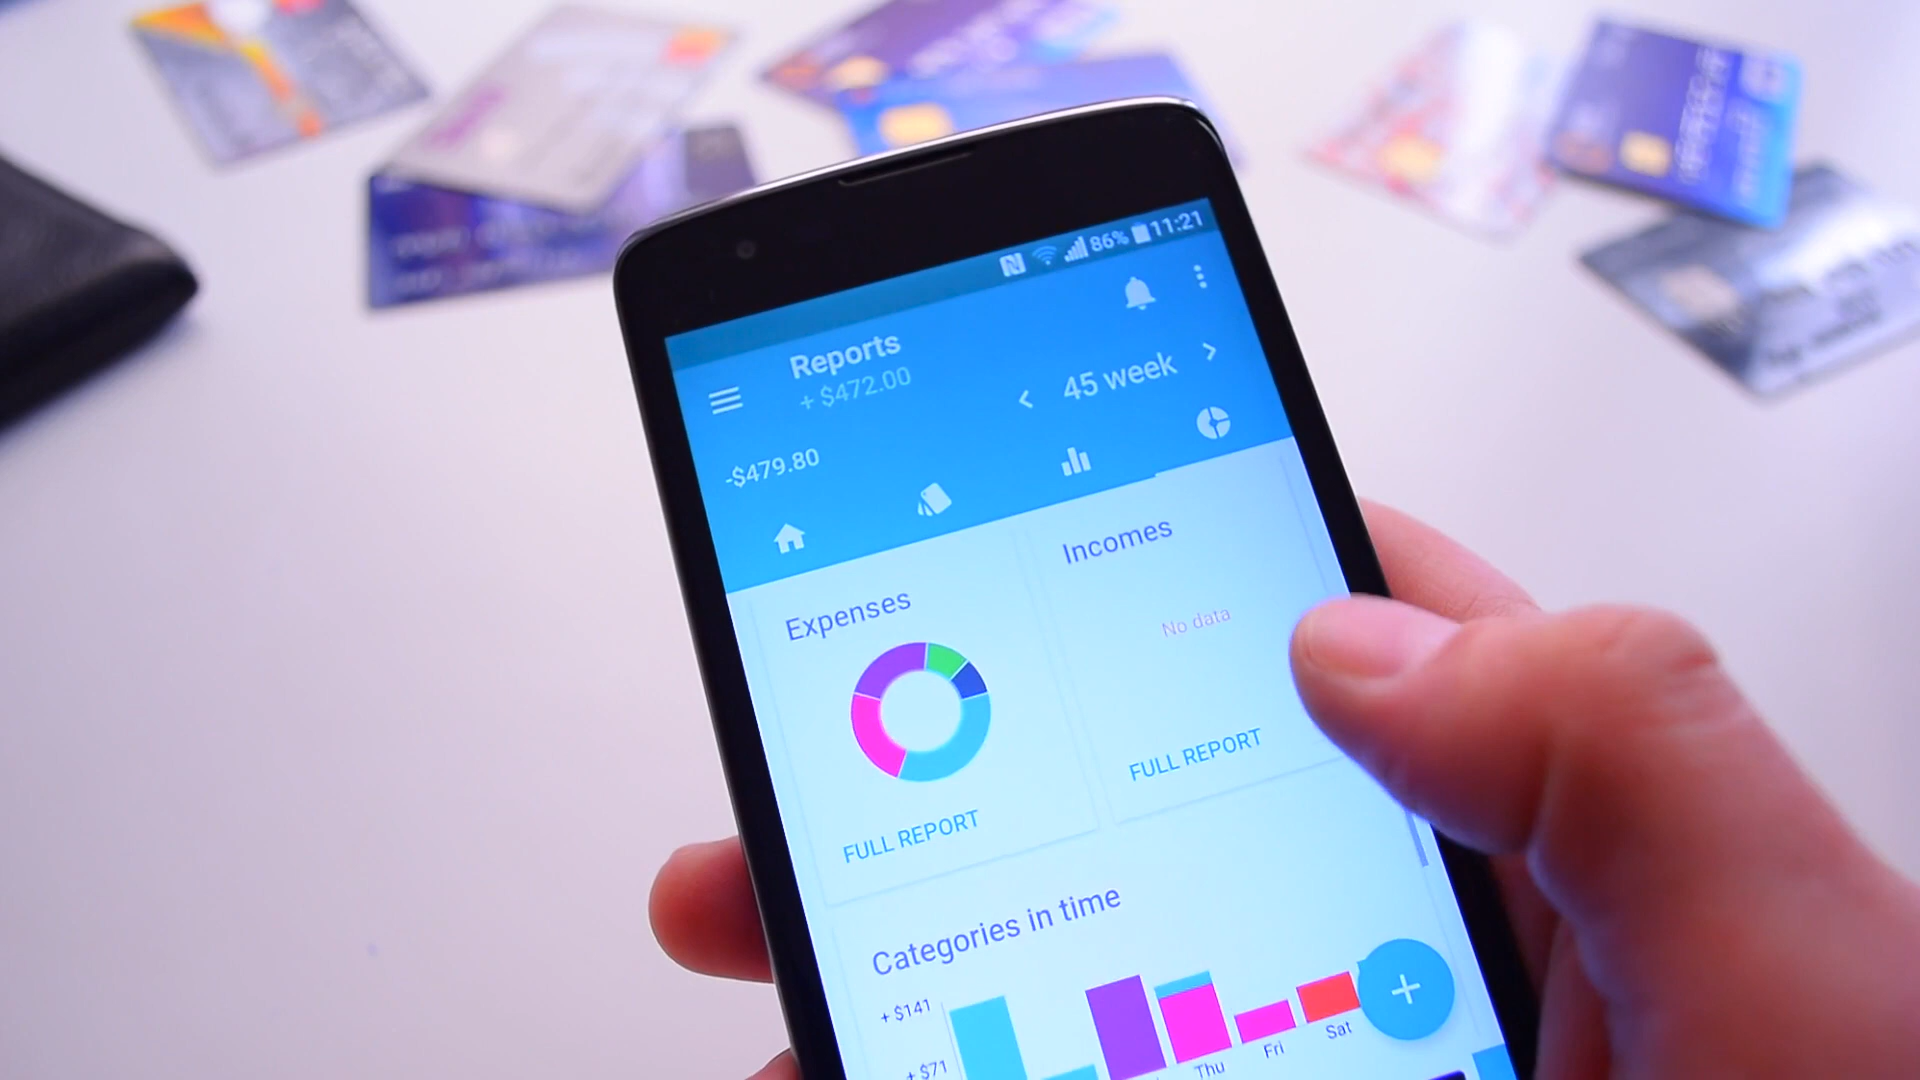 86% 11:21
Reports
+ $472.00
45 week
-$479.80
Expenses
Incomes
No data
FULL REPORT
FULL REPORT
Categories in time
+ $141
+ $71
Thu
Fri
Sat
+